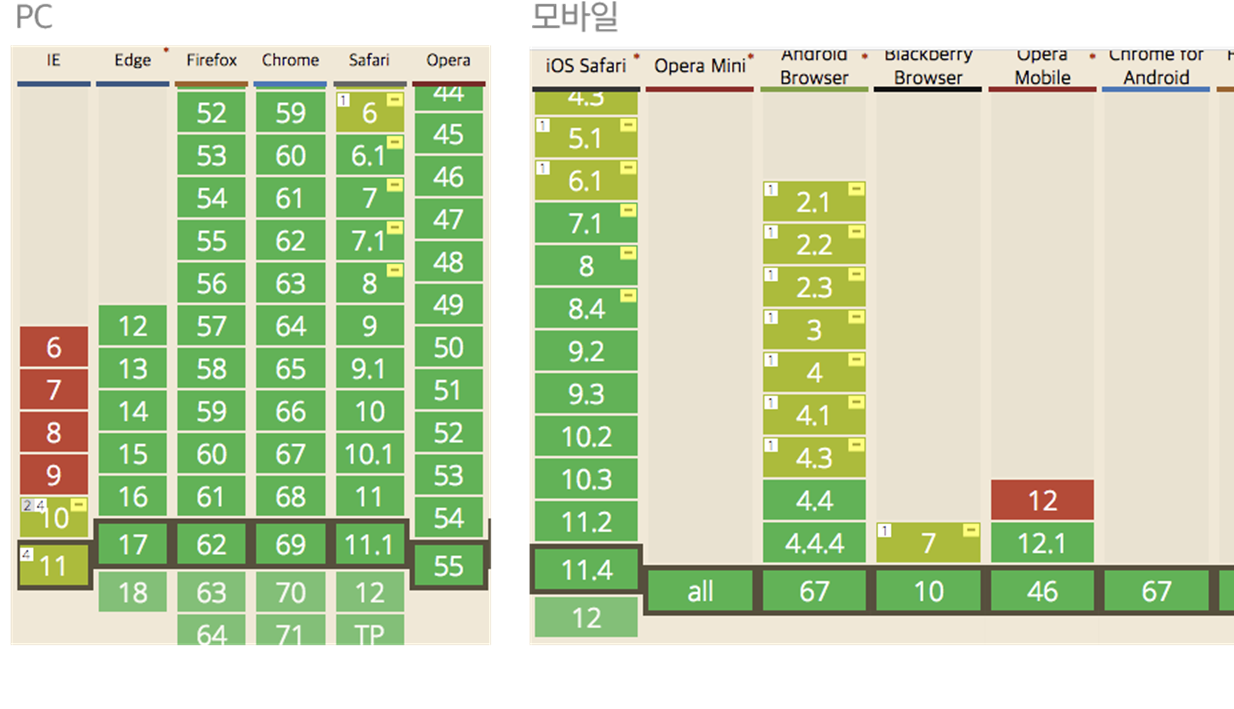 PC
IE Edge * Firefox Chrome Safari Opera
44
52 59 1 6 -
45
53 60 6.1 -
46
54 61 7 -
47
55 62 7.1 -
48
56 63 8 -
49
12 57 64 9
6 50
13 58 65 9.1
7 51
14 59 66 10
8 52
15 60 67 10.1
9 53
16 61 68 11
2 4 10 - 54
17 62 69 11.1
4 11 55
18 63 70 12
64 71 TP
모바일
iOS Safari * Opera Mini * Android Browser * Blackberry Browser Opera Mobile * Chrome for Android
4.3
1 5.1 -
1 6.1 -
1 2.1 -
7.1 -
1 2.2 -
8 -
1 2.3 -
8.4 -
1 3 -
9.2
1 4 -
9.3
1 4.1 -
10.2
1 4.3 -
10.3
4.4 12
11.2
4.4.4 1 7 - 12.1
11.4
all 67 10 46 67
12